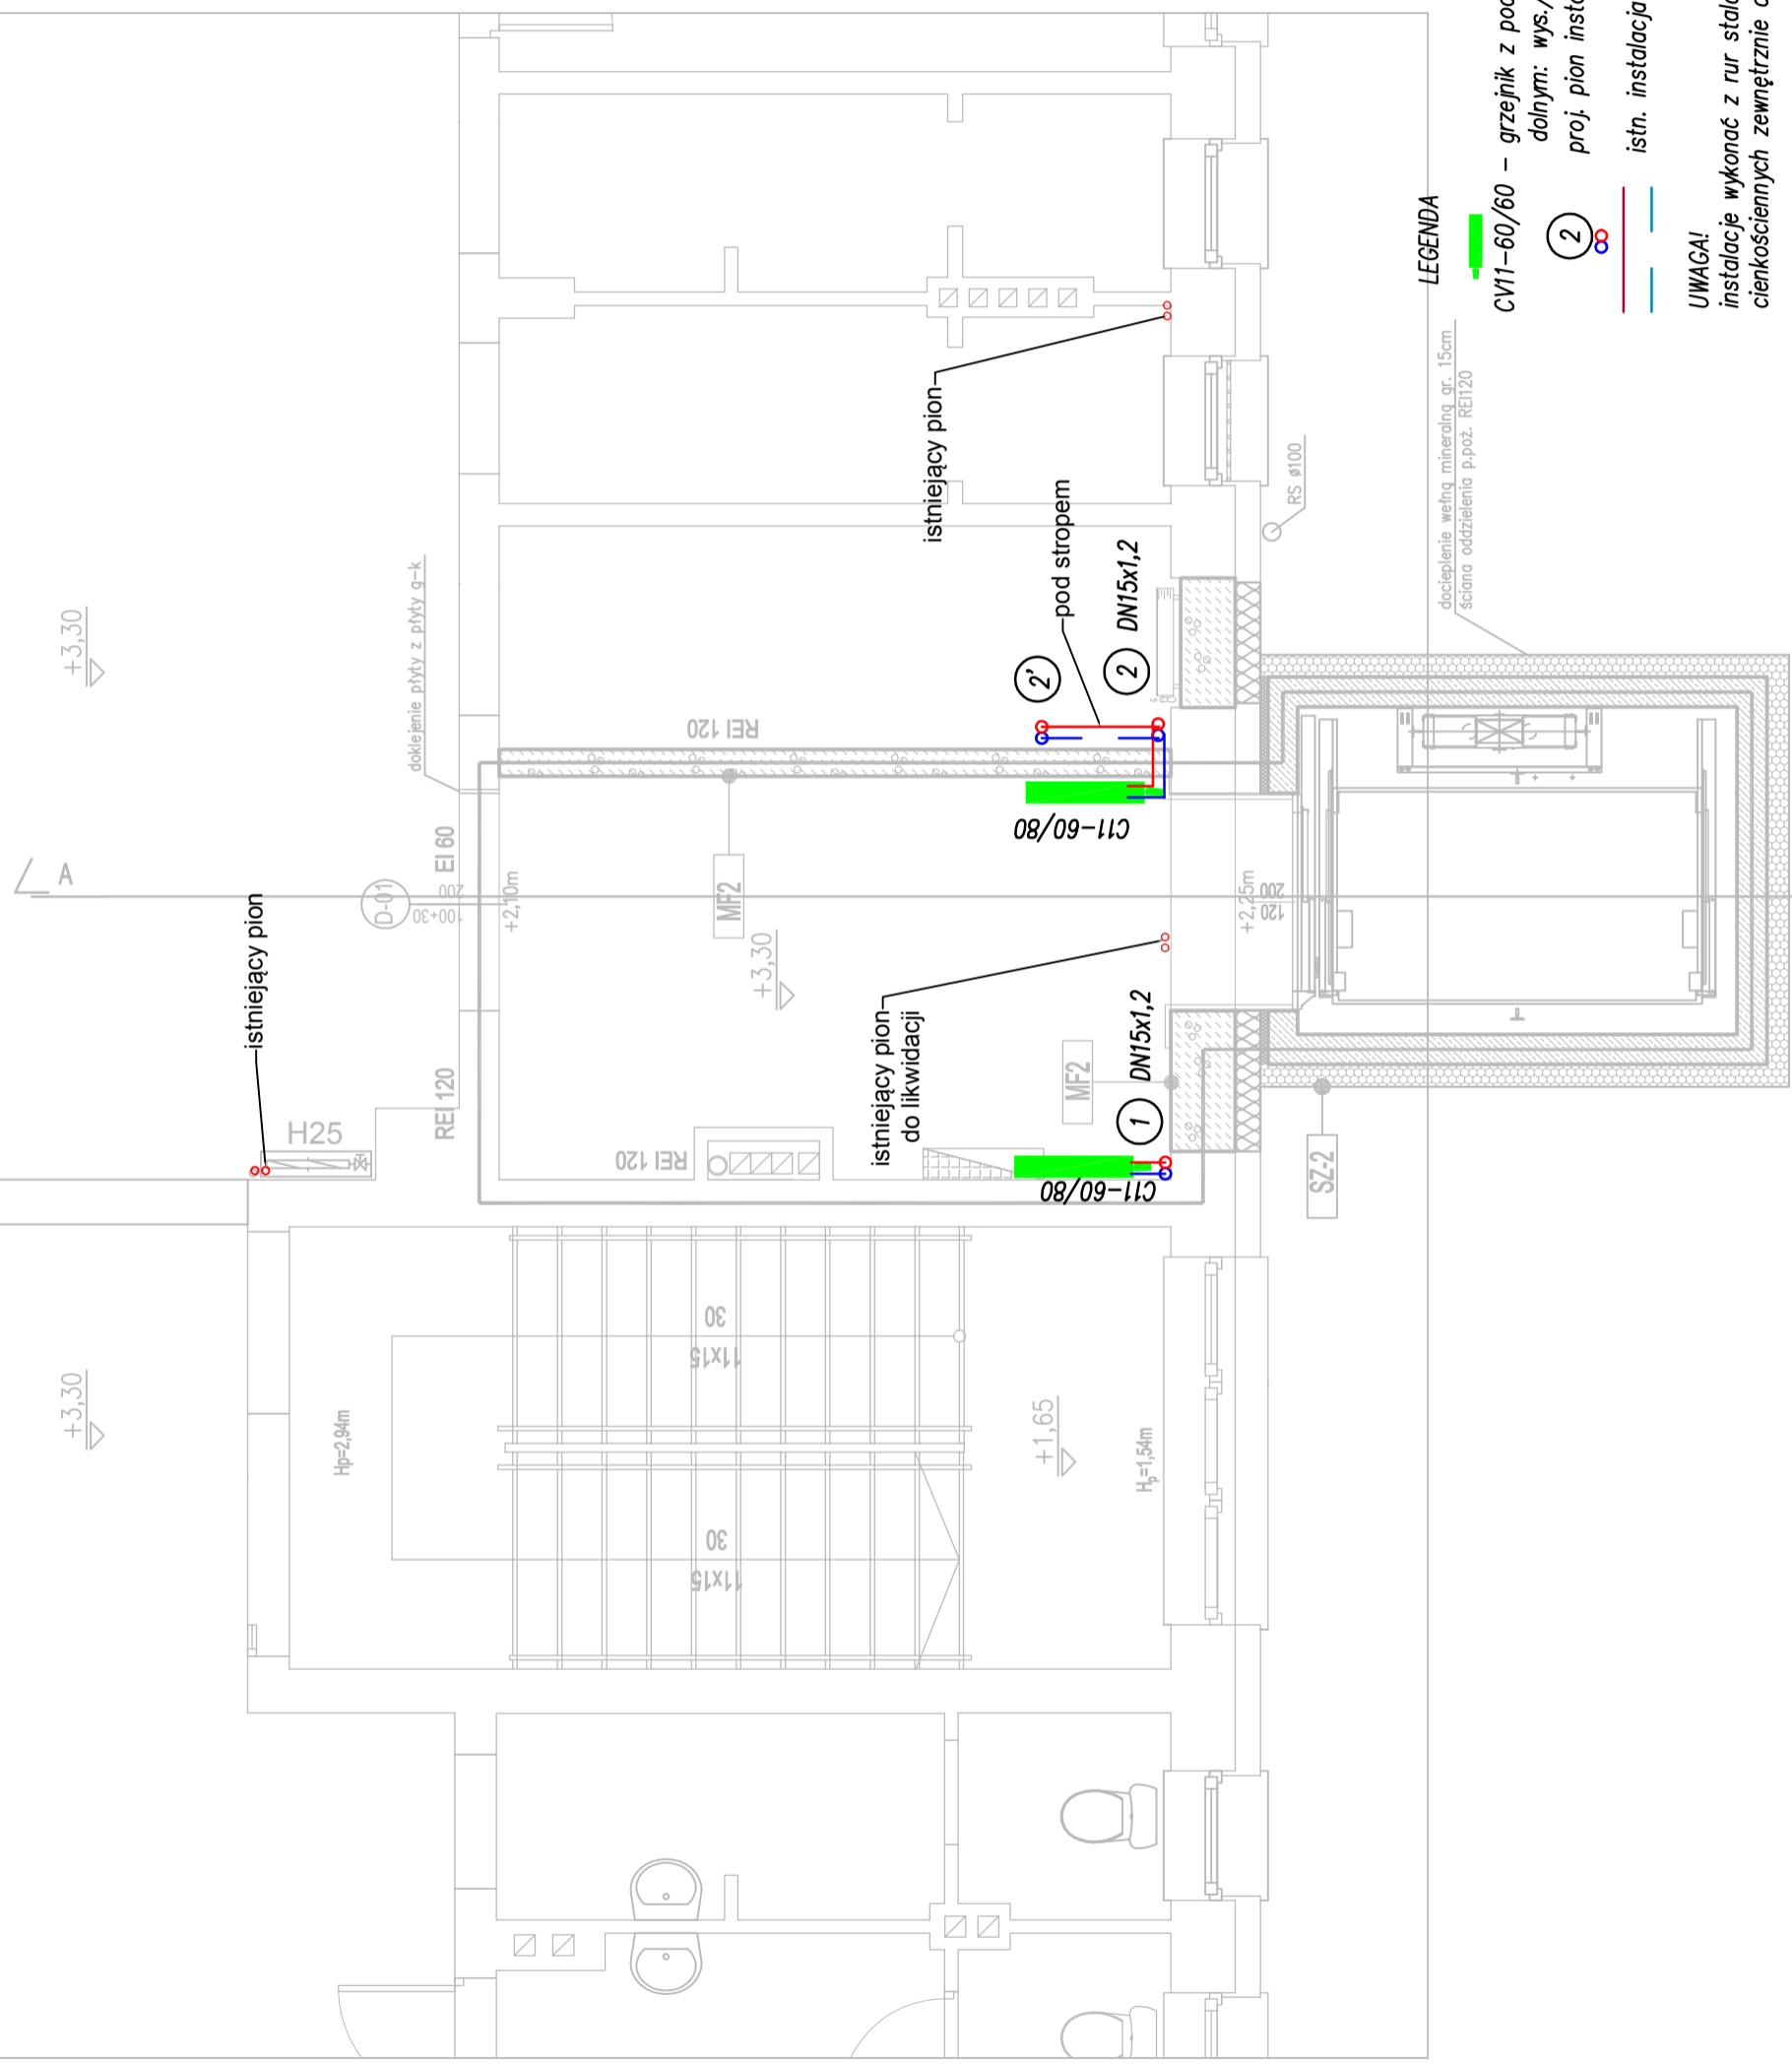 +3,30
+3,30
A
istniejący pion
D-01
100+30
200
EI 60
REI 120
+2,10m
H25
doklejenie płyty z płyty g-k
REI 120
REI 120
MF2
+3,30
istniejący pion
do likwidacji
MF2
1
DN15x1,2
C11-60/80
C11-60/80
2'
2
DN15x1,2
pod stropem
istniejący pion
+2,25m
120
200
RS ø100
docieplenie wełną mineralną gr. 15cm
ściana oddzielenia p.poż. REI120
SZ-2
Hp=2,94m
11x15
30
11x15
30
+1,65
Hp=1,54m
LEGENDA
CV11-60/60 - grzejnik z
dolnym: wys./
2
proj. pion
istn. instalacja
UWAGA!
instalacje wykonać z rur
cienkościennych zewnętrznie